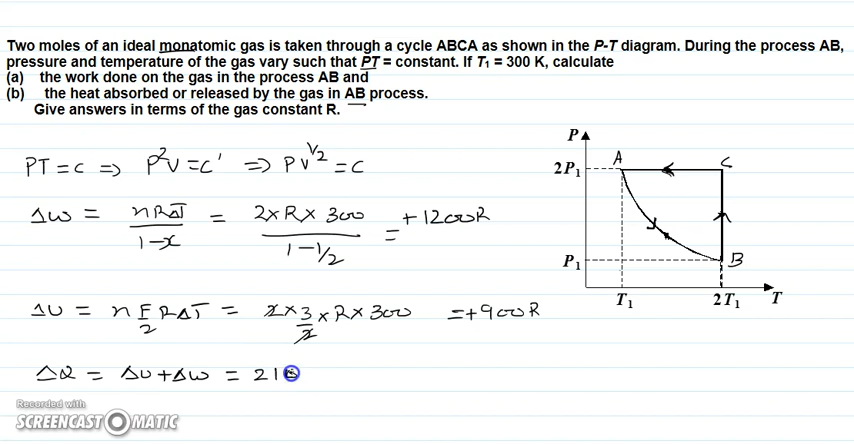 Two moles of an ideal monatomic gas is taken through a cycle ABCA as shown in the P-T diagram. During the process AB,
pressure and temperature of the gas vary such that PT = constant. If T₁ = 300 K, calculate
(a) the work done on the gas in the process AB and
(b) the heat absorbed or released by the gas in AB process.
Give answers in terms of the gas constant R.
PT = C ⇒ P²V = C' ⇒ PV^1/2 = C
ΔW = nRΔT/1-x = 2×R×300/1-1/2 = +1200R
ΔU = n F/2 RΔT = 2 × 3/2 × R × 300 = +900R
ΔQ = ΔU + ΔW = 21
P
A
C
2P₁
P₁
B
T₁
2T₁
T
Recorded with
SCREENCAST-O-MATIC